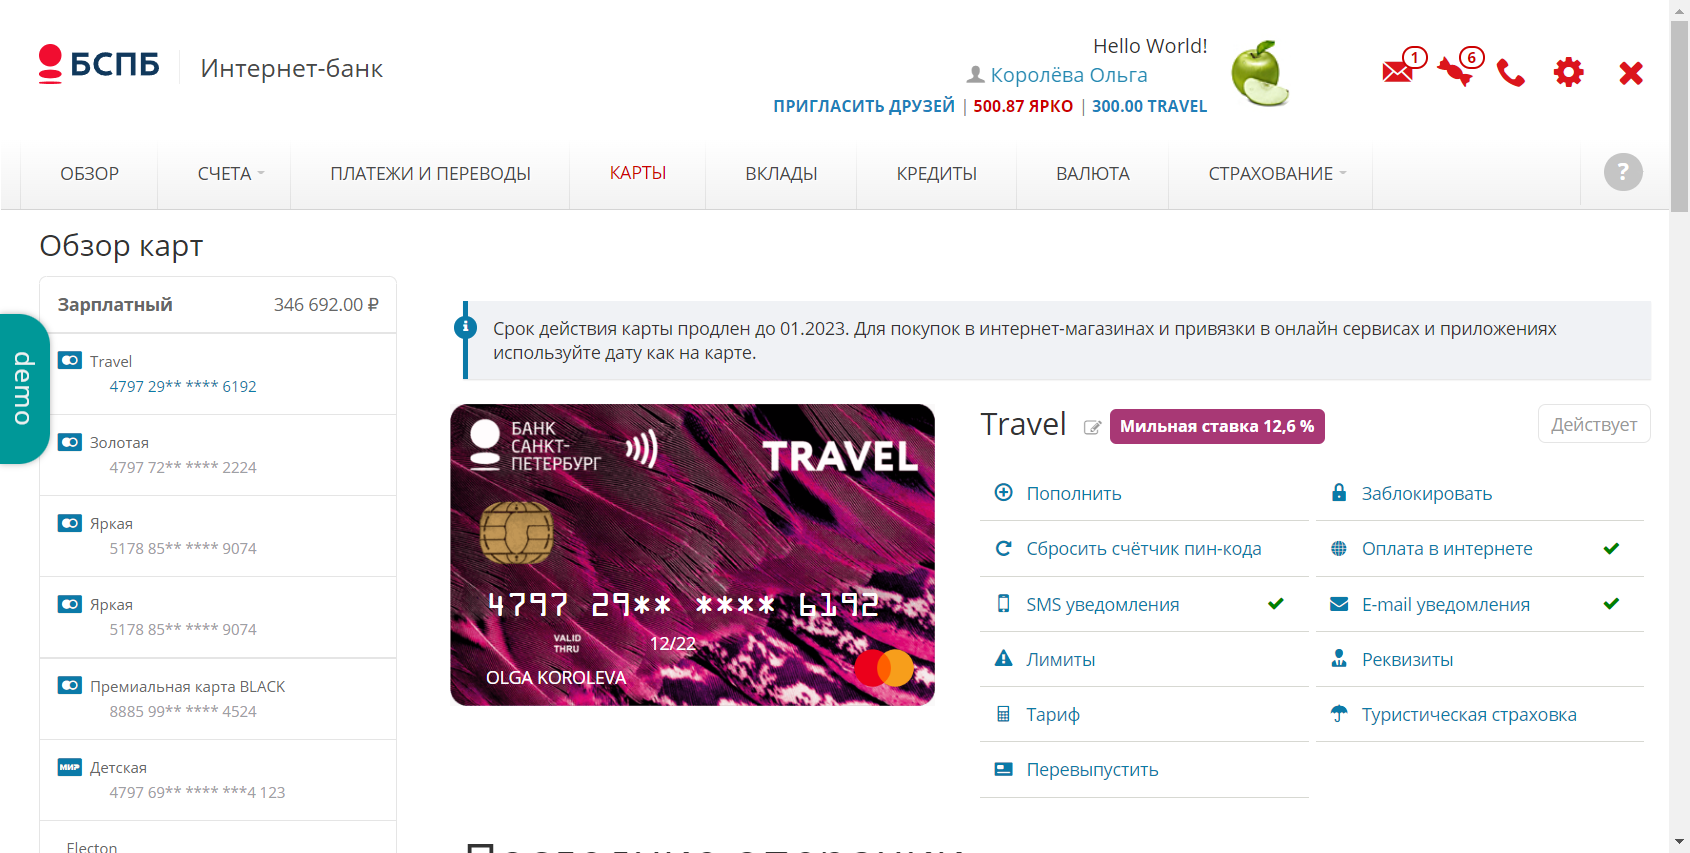 БСПБ
Интернет-банк
Hello World!
Королёва Ольга
ПРИГЛАСИТЬ ДРУЗЕЙ | 500.87 ЯРКО | 300.00 TRAVEL
1
6
ОБЗОР
СЧЕТА
ПЛАТЕЖИ И ПЕРЕВОДЫ
КАРТЫ
ВКЛАДЫ
КРЕДИТЫ
ВАЛЮТА
СТРАХОВАНИЕ
?
Обзор карт
Зарплатный 346 692.00 ₽
Travel
4797 29** **** 6192
Золотая
4797 72** **** 2224
Яркая
5178 85** **** 9074
Яркая
5178 85** **** 9074
Премиальная карта BLACK
8885 99** **** 4524
МИР
Детская
4797 69** **** ***4 123
Electon
demo
Срок действия карты продлен до 01.2023. Для покупок в интернет-магазинах и привязки в онлайн сервисах и приложениях
используйте дату как на карте.
БАНК
САНКТ-
ПЕТЕРБУРГ
TRAVEL
4797 29** **** 6192
VALID
THRU
12/22
OLGA KOROLEVA
Travel
Мильная ставка 12,6 %
Действует
Пополнить
Заблокировать
Сбросить счётчик пин-кода
Оплата в интернете
SMS уведомления
E-mail уведомления
Лимиты
Реквизиты
Тариф
Туристическая страховка
Перевыпустить
Последние операции